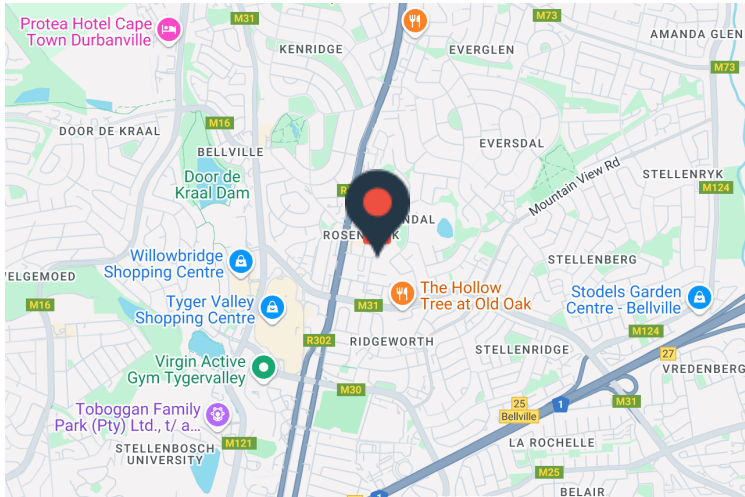 Protea Hotel Cape
Town Durbanville
M31
M73
AMANDA GLEN
KENRIDGE
EVERGLEN
M73
DOOR DE KRAAL
M16
BELLVILLE
EVERSDAL
Door de
Kraal Dam
Mountain View Rd
STELLENRYK
M124
Willowbridge
Shopping Centre
STELLENBERG
M16
Tyger Valley
Shopping Centre
M31
The Hollow
Tree at Old Oak
Stodels Garden
Centre - Bellville
R302
RIDGEWORTH
STELLENRIDGE
M124
27
VREDENBERG
Virgin Active
Gym Tygervalley
M30
25
Bellville
1
M31
Toboggan Family
Park (Pty) Ltd., t/ a...
M121
STELLENBOSCH
UNIVERSITY
LA ROCHELLE
M25
BELAIR
1